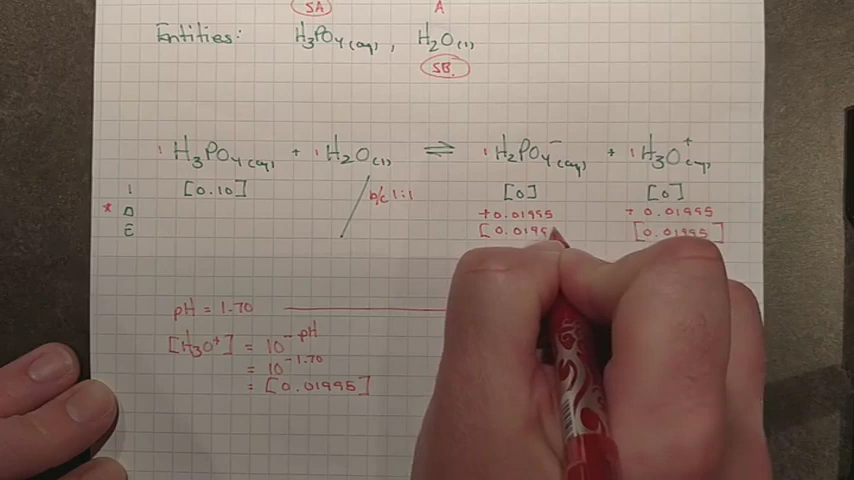 SA A
Entities: H₃PO₄(aq), H₂O(l)
SB
1 H₃PO₄(aq) + 1 H₂O(l) ⇌ 1 H₂PO₄⁻(aq) + 1 H₃O⁺(aq)
I [0.10] b/c 1:1 [0] [0]
* Δ +0.01995 + 0.01995
E [0.0199 [0.01995]
pH = 1.70
[H₃O⁺] = 10^-pH
= 10^-1.70
= [0.01995]